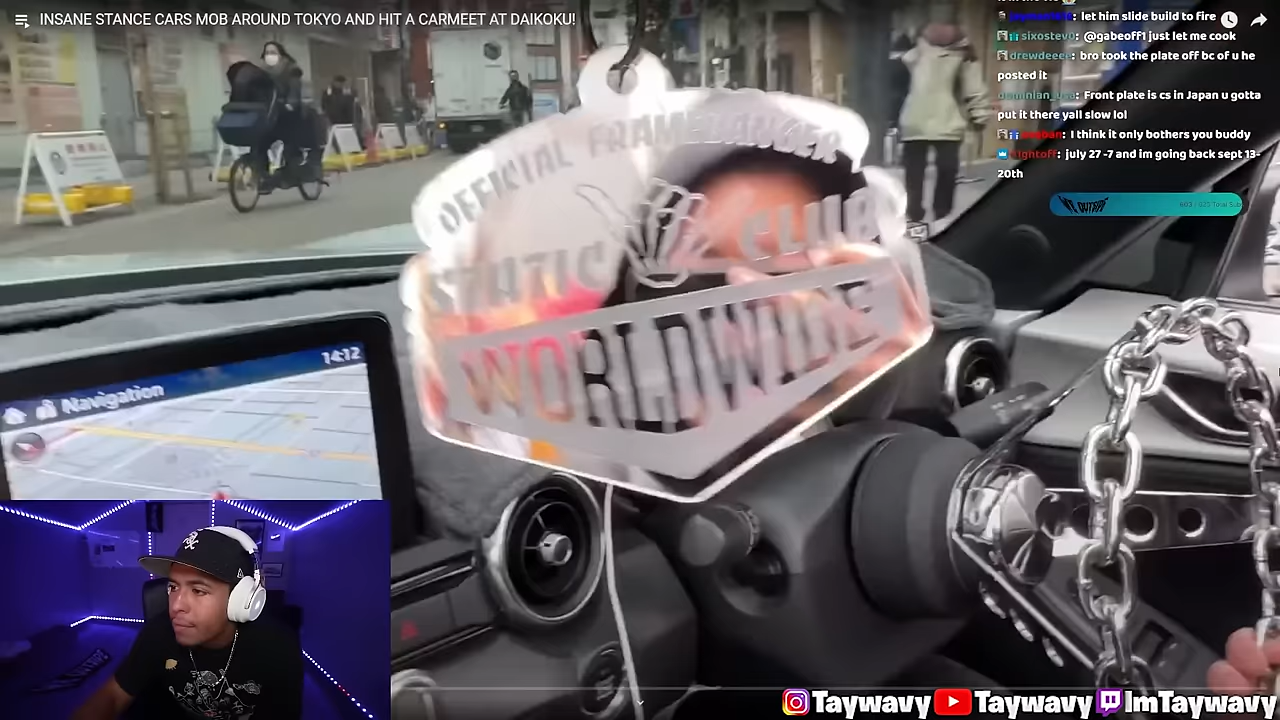 INSANE STANCE CARS MOB AROUND TOKYO AND HIT A CARMEET AT DAIKOKU!
: let him slide build to fire
sixostev0: @gabeoff1 just let me cook
drewdeeee: bro took the plate off bc of u he
posted it
: Front plate is cs in Japan u gotta
put it there yall slow lol
: I think it only bothers you buddy
: july 27 -7 and im going back sept 13-
20th
OFFICIAL FRAMEBANGER
STATIC CLUB
WORLDWIDE
14:12
Navigation
Taywavy Taywavy ImTaywavy